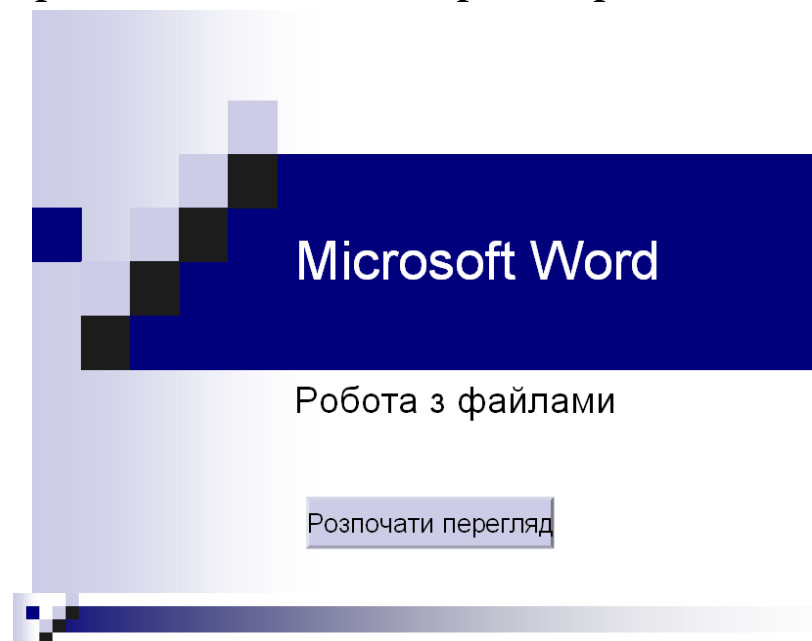 Microsoft Word
Робота з файлами
Розпочати перегляд